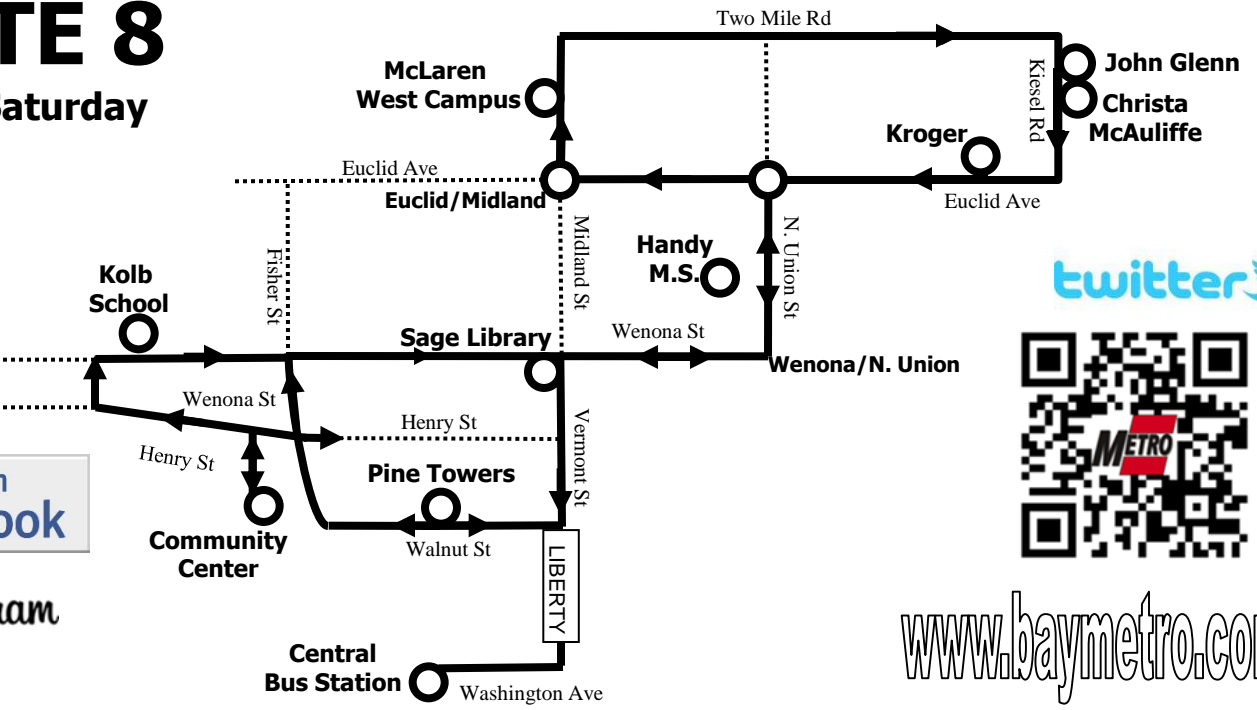 TE 8
Saturday
Two Mile Rd
McLaren
West Campus
John Glenn
Kiesel Rd
Christa
McAuliffe
Kroger
Euclid Ave
Euclid/Midland
Euclid Ave
Midland St
N. Union St
Handy
M.S.
Fisher St
Kolb
School
twitter
Sage Library
Wenona St
Wenona/N. Union
Wenona St
Henry St
Vermont St
METRO
Henry St
Pine Towers
ook
Community
Center
Walnut St
LIBERTY
am
www.baymetro.co
Central
Bus Station
Washington Ave